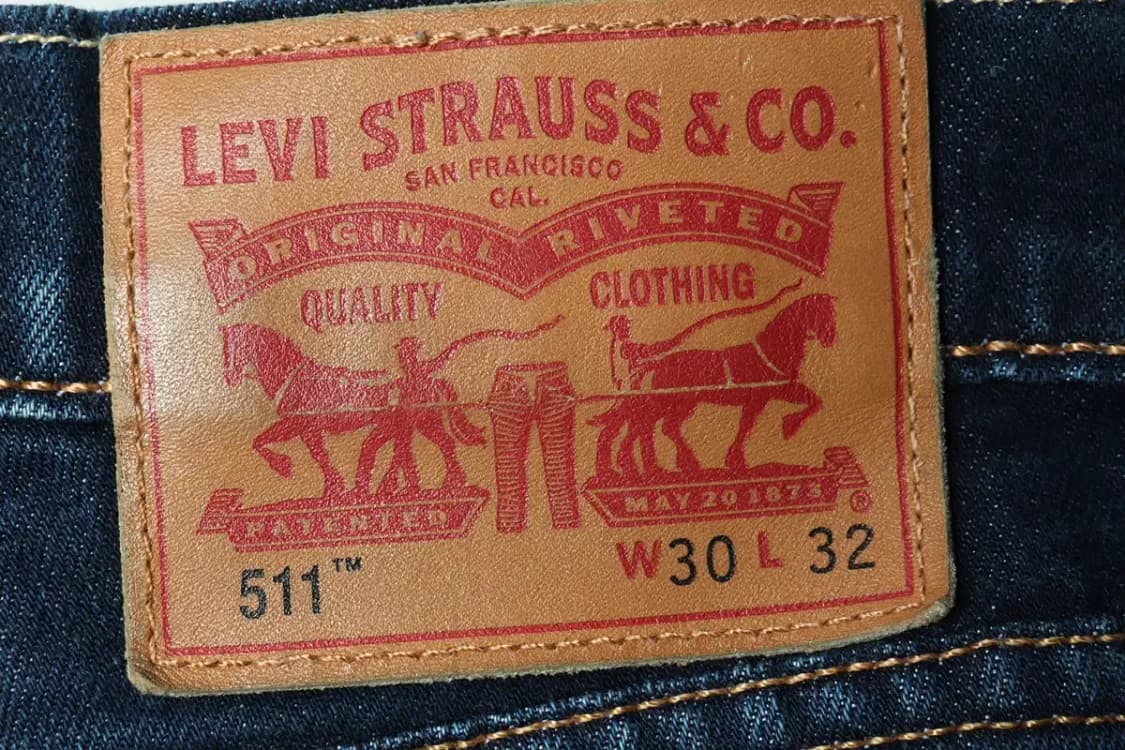 LEVI STRAUSS & CO.
SAN FRANCISCO
CAL.
ORIGINAL RIVETED
QUALITY CLOTHING
PATENTED MAY 20 1873 ®
511™ W30 L 32